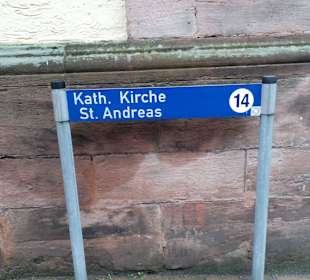 Kath. Kirche
St. Andreas
14